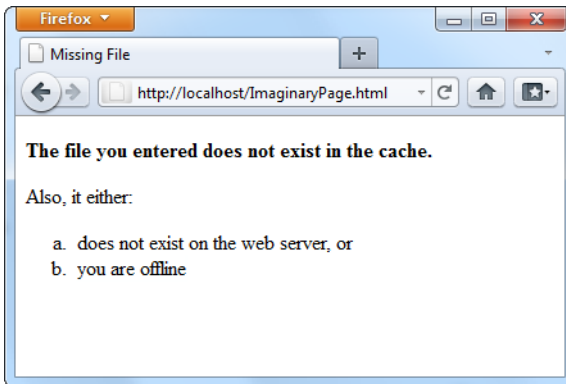 Firefox
Missing File
http://localhost/ImaginaryPage.html
The file you entered does not exist in the cache.
Also, it either:
a. does not exist on the web server, or
b. you are offline